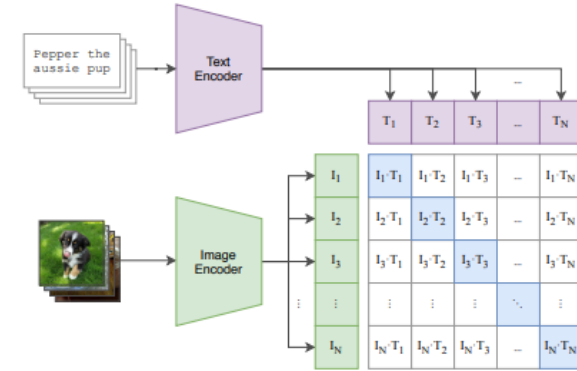 Pepper the
aussie pup
Text
Encoder
...
T1 T2 T3 ... TN
I1 I1·T1 I1·T2 I1·T3 ... I1·TN
I2 I2·T1 I2·T2 I2·T3 ... I2·TN
Image
Encoder
I3 I3·T1 I3·T2 I3·T3 ... I3·TN
⋮ ⋮ ⋮ ⋮ ⋮ ⋱ ⋮
IN IN·T1 IN·T2 IN·T3 ... IN·TN